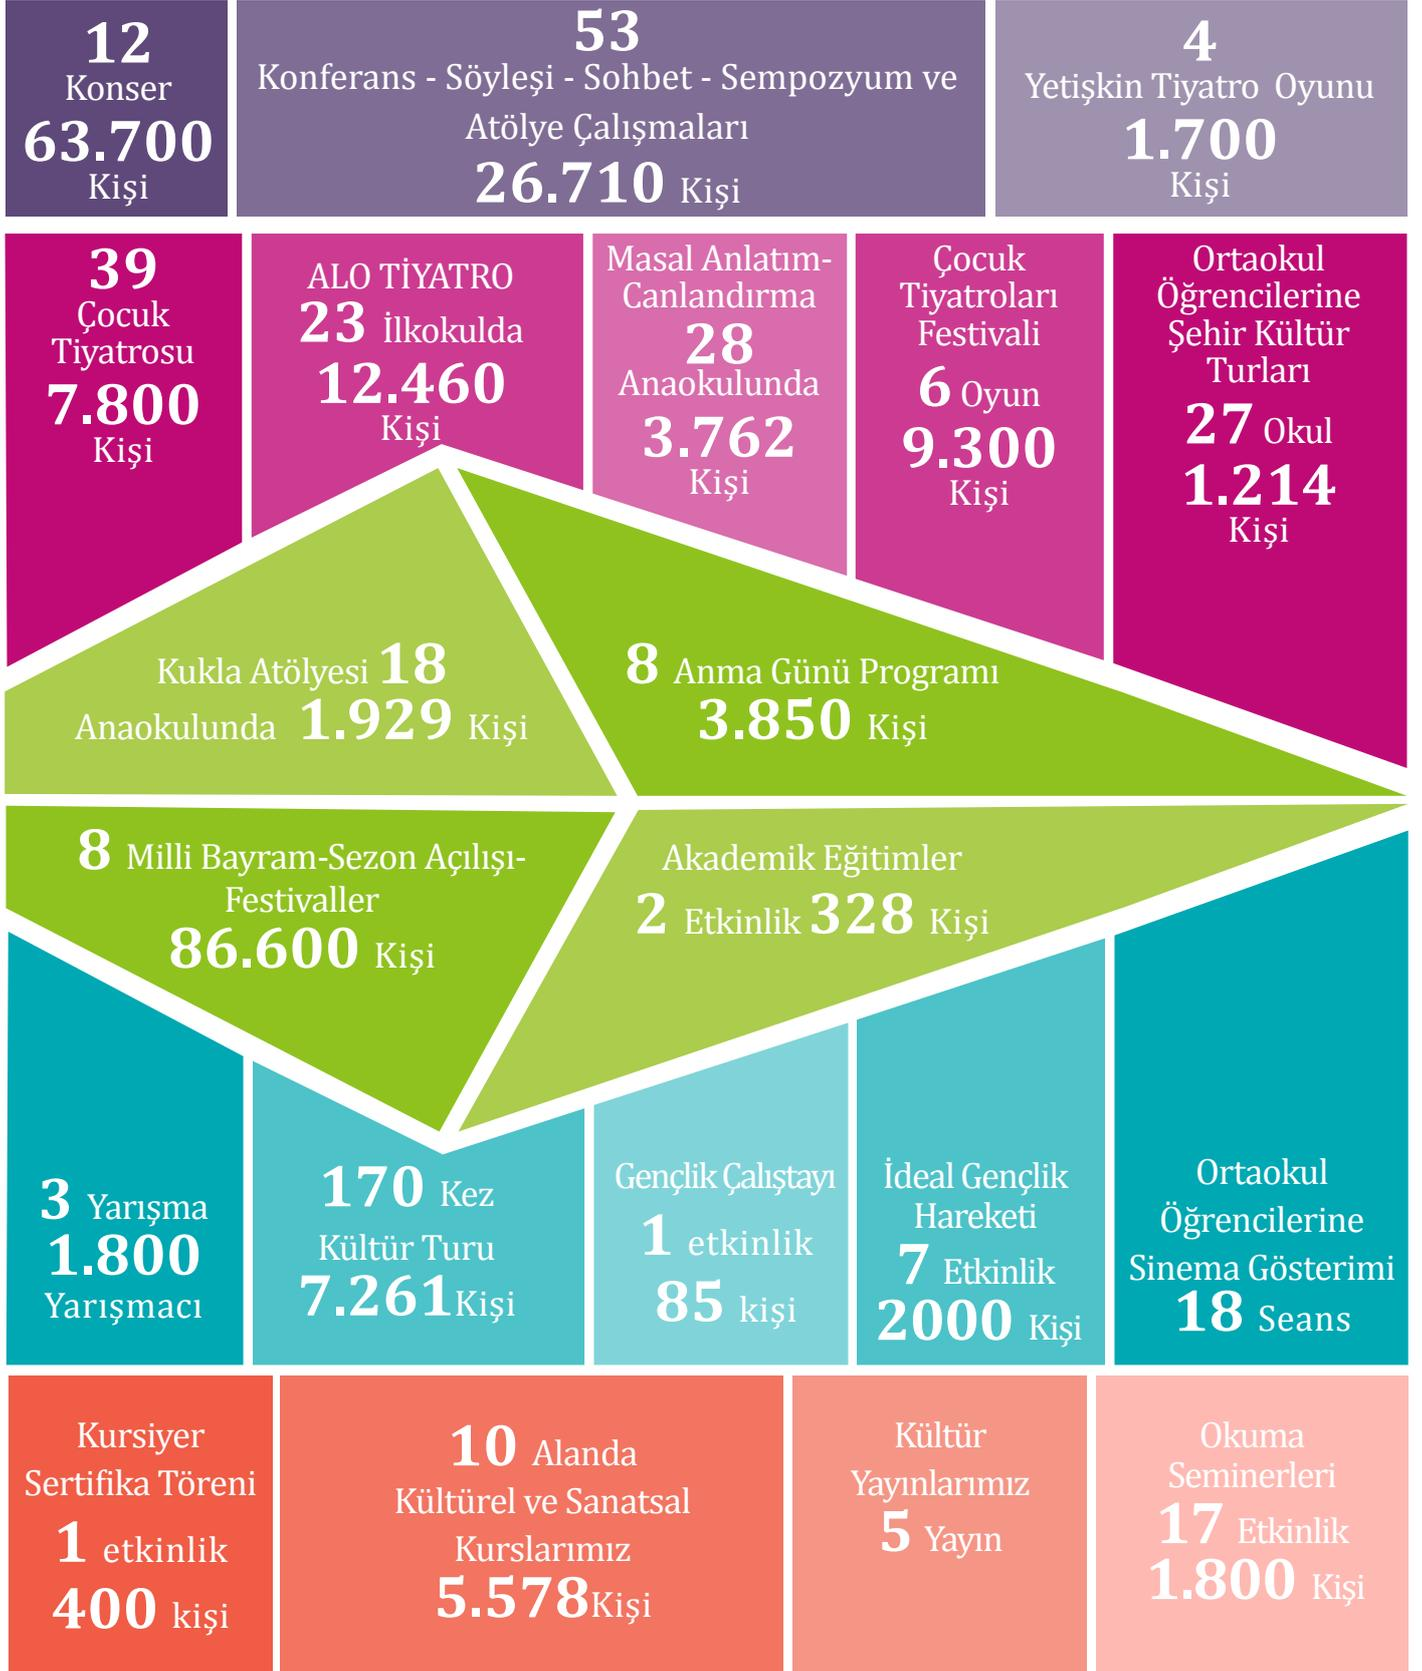 12
Konser
63.700
Kişi
53
Konferans - Söyleşi - Sohbet - Sempozyum ve
Atölye Çalışmaları
26.710 Kişi
4
Yetişkin Tiyatro Oyunu
1.700
Kişi
39
Çocuk
Tiyatrosu
7.800
Kişi
ALO TİYATRO
23 İlkokulda
12.460
Kişi
Masal Anlatım-
Canlandırma
28
Anaokulunda
3.762
Kişi
Çocuk
Tiyatroları
Festivali
6 Oyun
9.300
Kişi
Ortaokul
Öğrencilerine
Şehir Kültür
Turları
27 Okul
1.214
Kişi
Kukla Atölyesi 18
Anaokulunda 1.929 Kişi
8 Anma Günü Programı
3.850 Kişi
8 Milli Bayram-Sezon Açılışı-
Festivaller
86.600 Kişi
Akademik Eğitimler
2 Etkinlik 328 Kişi
3 Yarışma
1.800
Yarışmacı
170 Kez
Kültür Turu
7.261Kişi
Gençlik Çalıştayı
1 etkinlik
85 kişi
İdeal Gençlik
Hareketi
7 Etkinlik
2000 Kişi
Ortaokul
Öğrencilerine
Sinema Gösterimi
18 Seans
Kursiyer
Sertifika Töreni
1 etkinlik
400 kişi
10 Alanda
Kültürel ve Sanatsal
Kurslarımız
5.578Kişi
Kültür
Yayınlarımız
5 Yayın
Okuma
Seminerleri
17 Etkinlik
1.800 Kişi